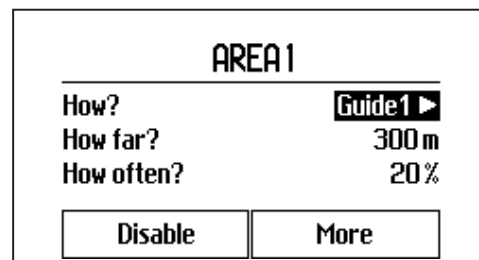 AREA1
How? Guide1 ►
How far? 300 m
How often? 20 %
Disable More